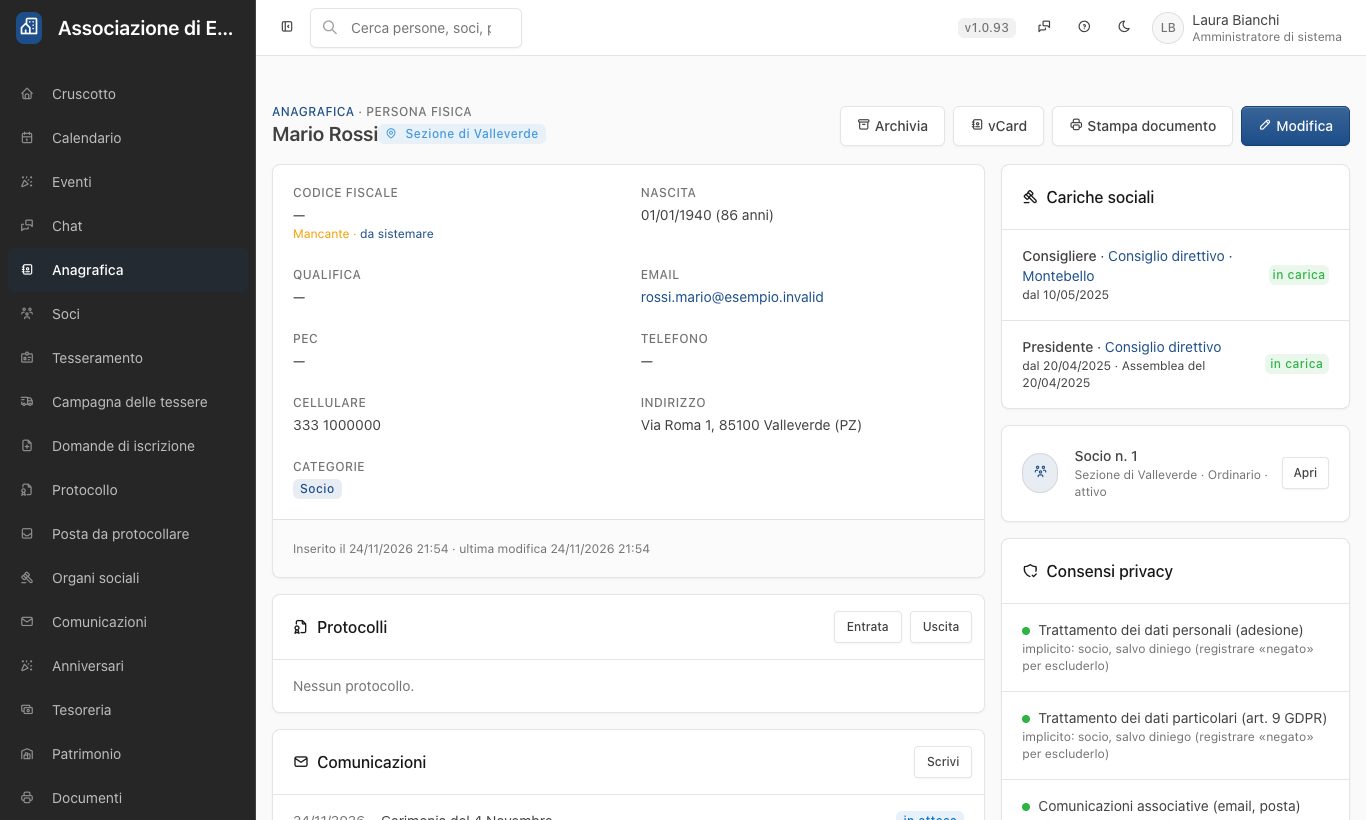 Associazione di E...
Cerca persone, soci, p
v1.0.93
LB
Laura Bianchi
Amministratore di sistema
Cruscotto
Calendario
Eventi
Chat
Anagrafica
Soci
Tesseramento
Campagna delle tessere
Domande di iscrizione
Protocollo
Posta da protocollare
Organi sociali
Comunicazioni
Anniversari
Tesoreria
Patrimonio
Documenti
ANAGRAFICA · PERSONA FISICA
Mario Rossi Sezione di Valleverde
Archivia
vCard
Stampa documento
Modifica
CODICE FISCALE
—
Mancante · da sistemare
NASCITA
01/01/1940 (86 anni)
QUALIFICA
—
EMAIL
rossi.mario@esempio.invalid
PEC
—
TELEFONO
—
CELLULARE
333 1000000
INDIRIZZO
Via Roma 1, 85100 Valleverde (PZ)
CATEGORIE
Socio
Inserito il 24/11/2026 21:54 · ultima modifica 24/11/2026 21:54
Protocolli
Entrata
Uscita
Nessun protocollo.
Comunicazioni
Scrivi
24/11/2026 Cerimonia del 4 Novembre
in attesa
Cariche sociali
Consigliere · Consiglio direttivo ·
Montebello
dal 10/05/2025
in carica
Presidente · Consiglio direttivo
dal 20/04/2025 · Assemblea del
20/04/2025
in carica
Socio n. 1
Sezione di Valleverde · Ordinario ·
attivo
Apri
Consensi privacy
Trattamento dei dati personali (adesione)
implicito: socio, salvo diniego (registrare «negato»
per escluderlo)
Trattamento dei dati particolari (art. 9 GDPR)
implicito: socio, salvo diniego (registrare «negato»
per escluderlo)
Comunicazioni associative (email, posta)